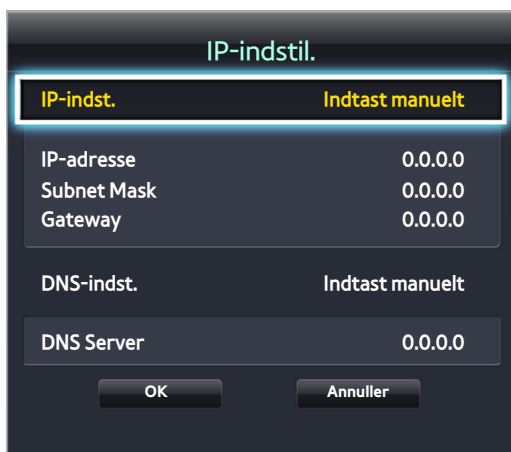 IP-indstil.
IP-indst. Indtast manuelt
IP-adresse 0.0.0.0
Subnet Mask 0.0.0.0
Gateway 0.0.0.0
DNS-indst. Indtast manuelt
DNS Server 0.0.0.0
OK Annuller